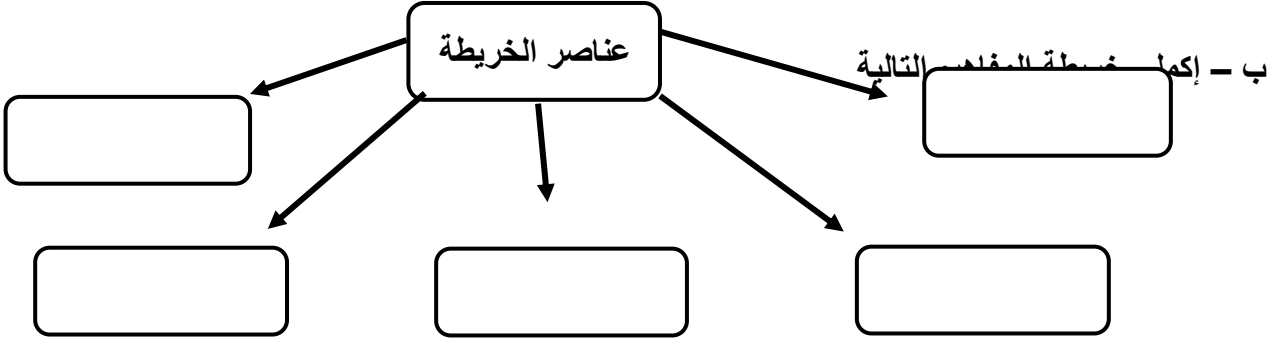 عناصر الخريطة
ب – إكمل خريطة المفاهيم التالية